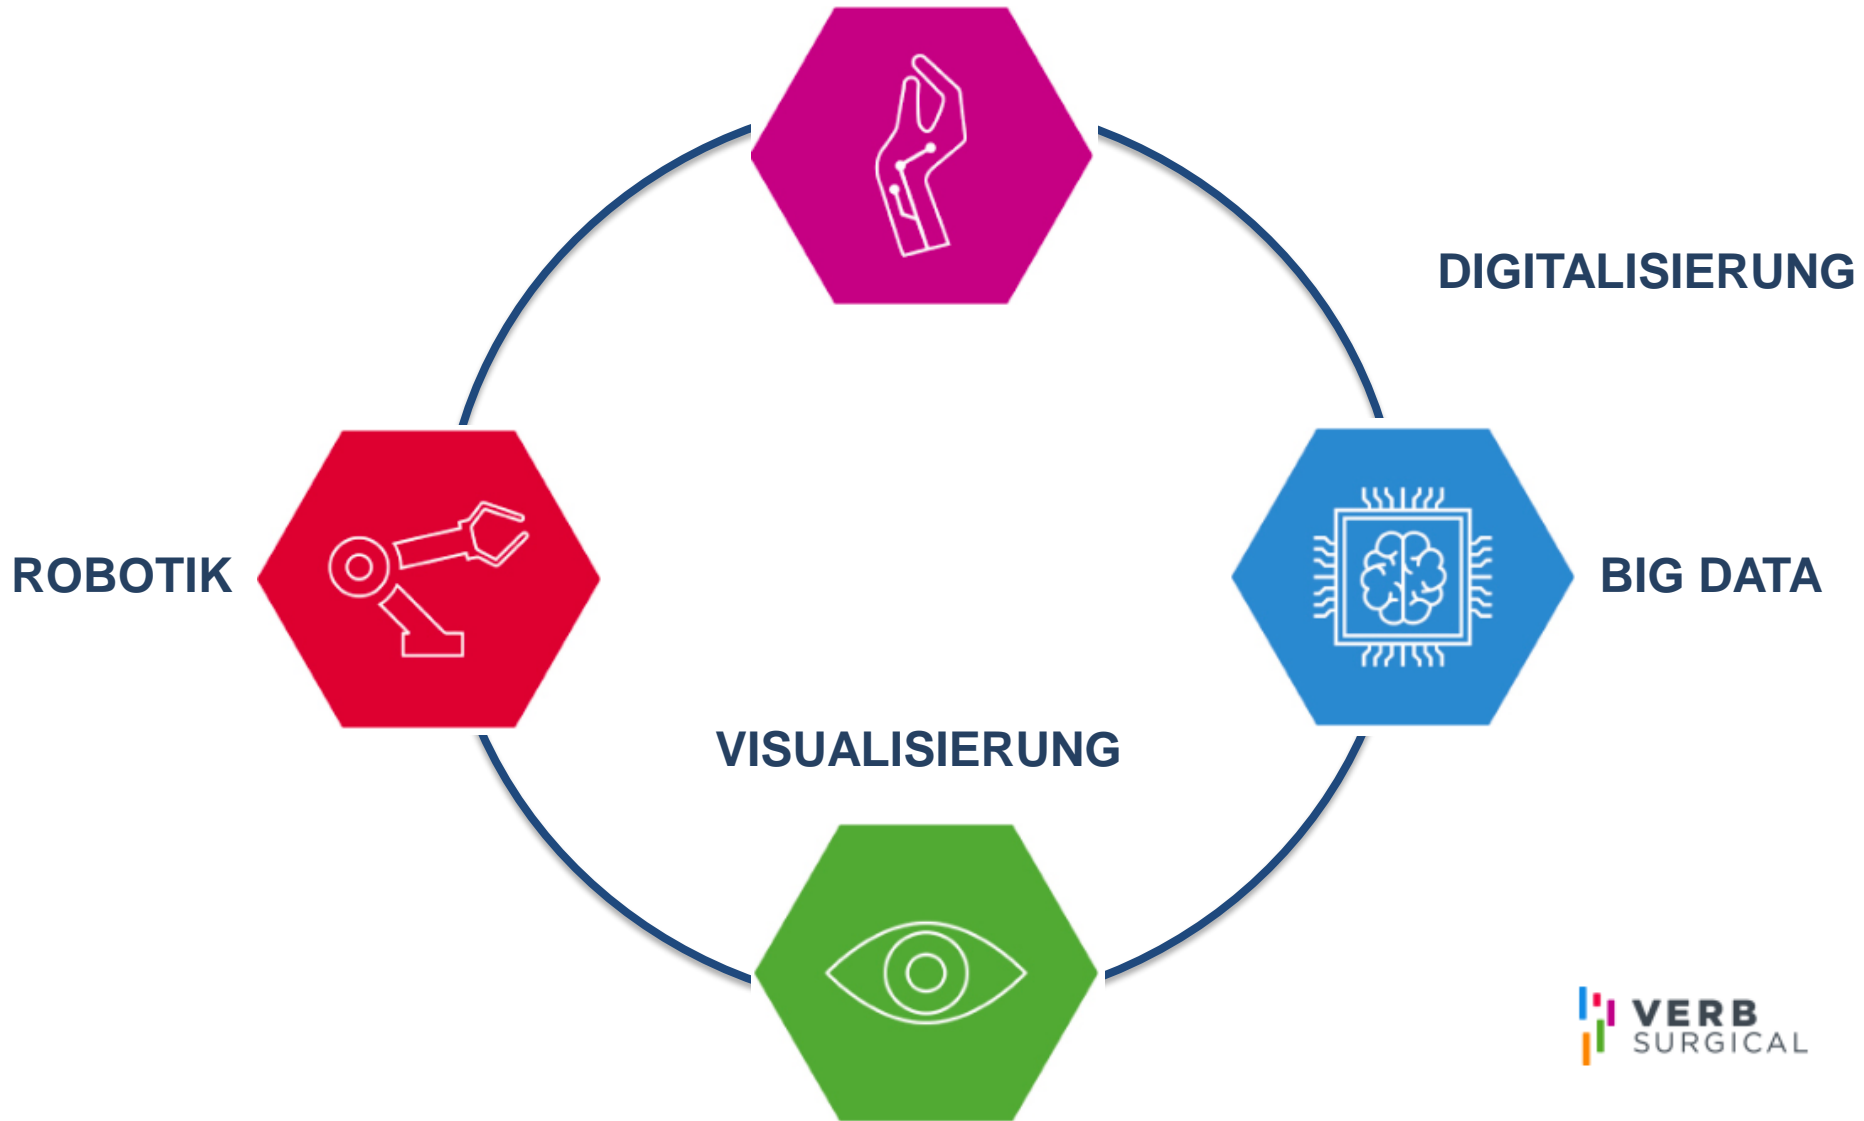 DIGITALISIERUNG
ROBOTIK
BIG DATA
VISUALISIERUNG
VERB
SURGICAL